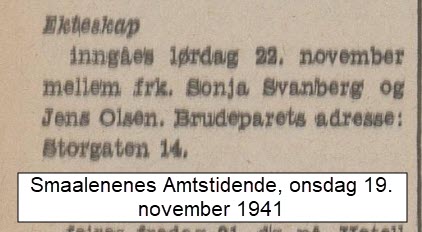 Ekteskap
inngåes lørdag 22. november
mellem frk. Sonja Svanberg og
Jens Olsen. Brudeparets adresse:
Storgaten 14.
Smaalenenes Amtstidende, onsdag 19.
november 1941